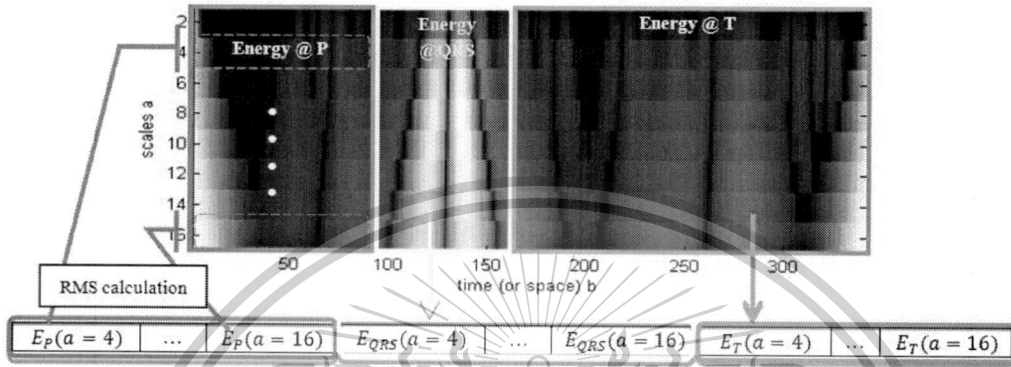 2
4
6
8
10
12
14
16
scales a
Energy @ P
Energy
@QRS
Energy @ T
50 100 150 200 250 300
time (or space) b
RMS calculation
E_P(a = 4) ... E_P(a = 16) E_QRS(a = 4) ... E_QRS(a = 16) E_T(a = 4) ... E_T(a = 16)